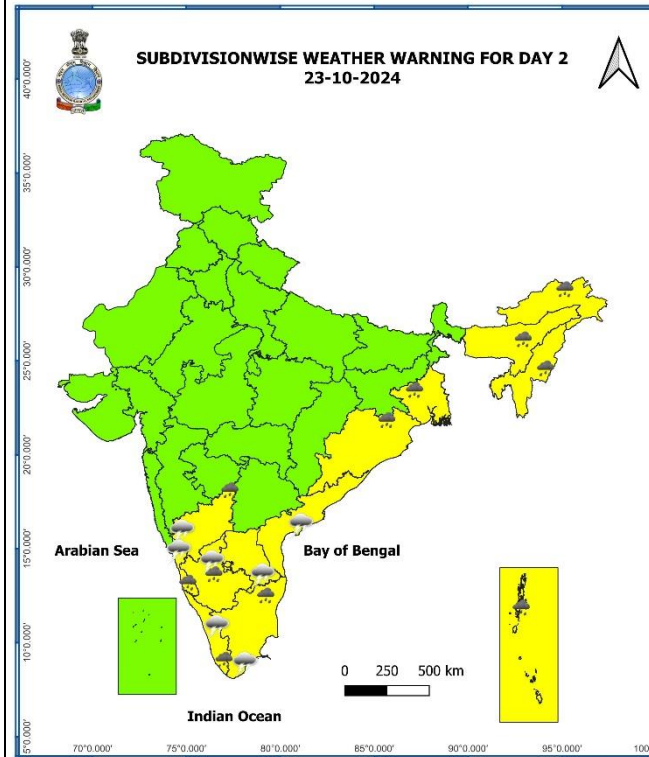 SUBDIVISIONWISE WEATHER WARNING FOR DAY 2
23-10-2024
40°0.000'
35°0.000'
30°0.000'
25°0.000'
20°0.000'
15°0.000'
10°0.000'
5°0.000'
Arabian Sea
Bay of Bengal
0 250 500 km
Indian Ocean
70°0.000' 75°0.000' 80°0.000' 85°0.000' 90°0.000' 95°0.000' 100